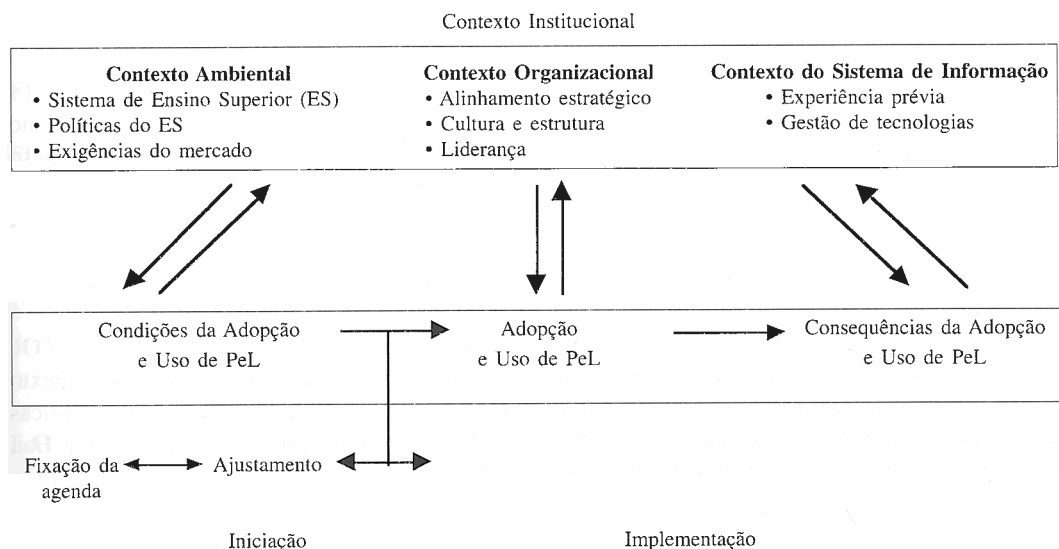 Contexto Institucional
Contexto Ambiental
• Sistema de Ensino Superior (ES)
• Políticas do ES
• Exigências do mercado
Contexto Organizacional
• Alinhamento estratégico
• Cultura e estrutura
• Liderança
Contexto do Sistema de Informação
• Experiência prévia
• Gestão de tecnologias
Condições da Adopção
e Uso de PeL
Adopção
e Uso de PeL
Consequências da Adopção
e Uso de PeL
Fixação da
agenda
Ajustamento
Iniciação
Implementação